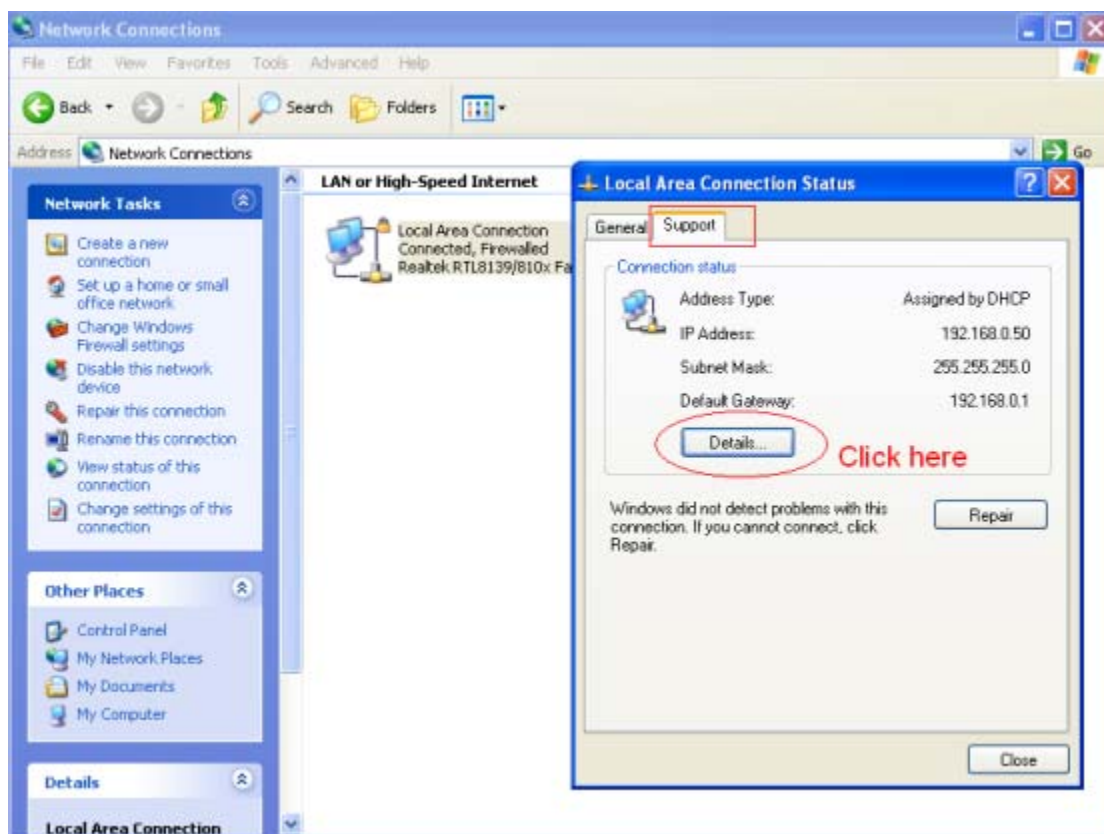 Network Connections
File Edit View Favorites Tools Advanced Help
Back Search Folders
Address Network Connections Go
Network Tasks
Create a new
connection
Set up a home or small
office network
Change Windows
Firewall settings
Disable this network
device
Repair this connection
Rename this connection
View status of this
connection
Change settings of this
connection
Other Places
Control Panel
My Network Places
My Documents
My Computer
Details
Local Area Connection
LAN or High-Speed Internet
Local Area Connection
Connected, Firewalled
Realtek RTL8139/810x Fa
Local Area Connection Status
General Support
Connection status
Address Type: Assigned by DHCP
IP Address: 192.168.0.50
Subnet Mask: 255.255.255.0
Default Gateway: 192.168.0.1
Details...
Click here
Windows did not detect problems with this
connection. If you cannot connect, click
Repair.
Repair
Close